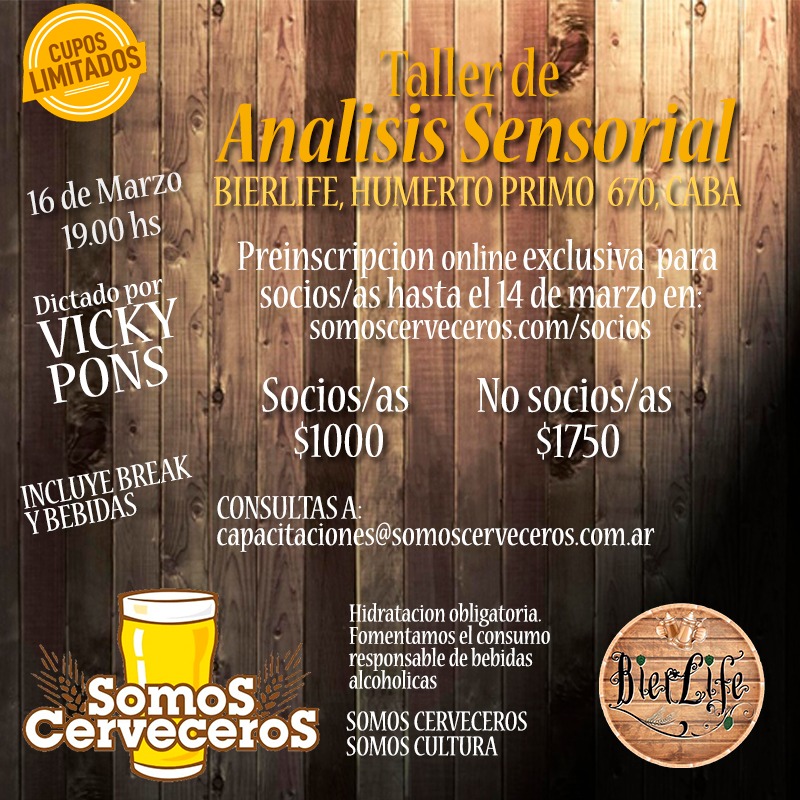 CUPOS
LIMITADOS
Taller de
Analisis Sensorial
BIERLIFE, HUMERTO PRIMO 670, CABA
16 de Marzo
19.00 hs
Dictado por
VICKY
PONS
INCLUYE BREAK
Y BEBIDAS
Preinscripcion online exclusiva para
socios/as hasta el 14 de marzo en:
somoscerveceros.com/socios
Socios/as
$1000
No socios/as
$1750
CONSULTAS A:
capacitaciones@somoscerveceros.com.ar
Somos
Cerveceros
Hidratacion obligatoria.
Fomentamos el consumo
responsable de bebidas
alcoholicas
SOMOS CERVECEROS
SOMOS CULTURA
BierLife